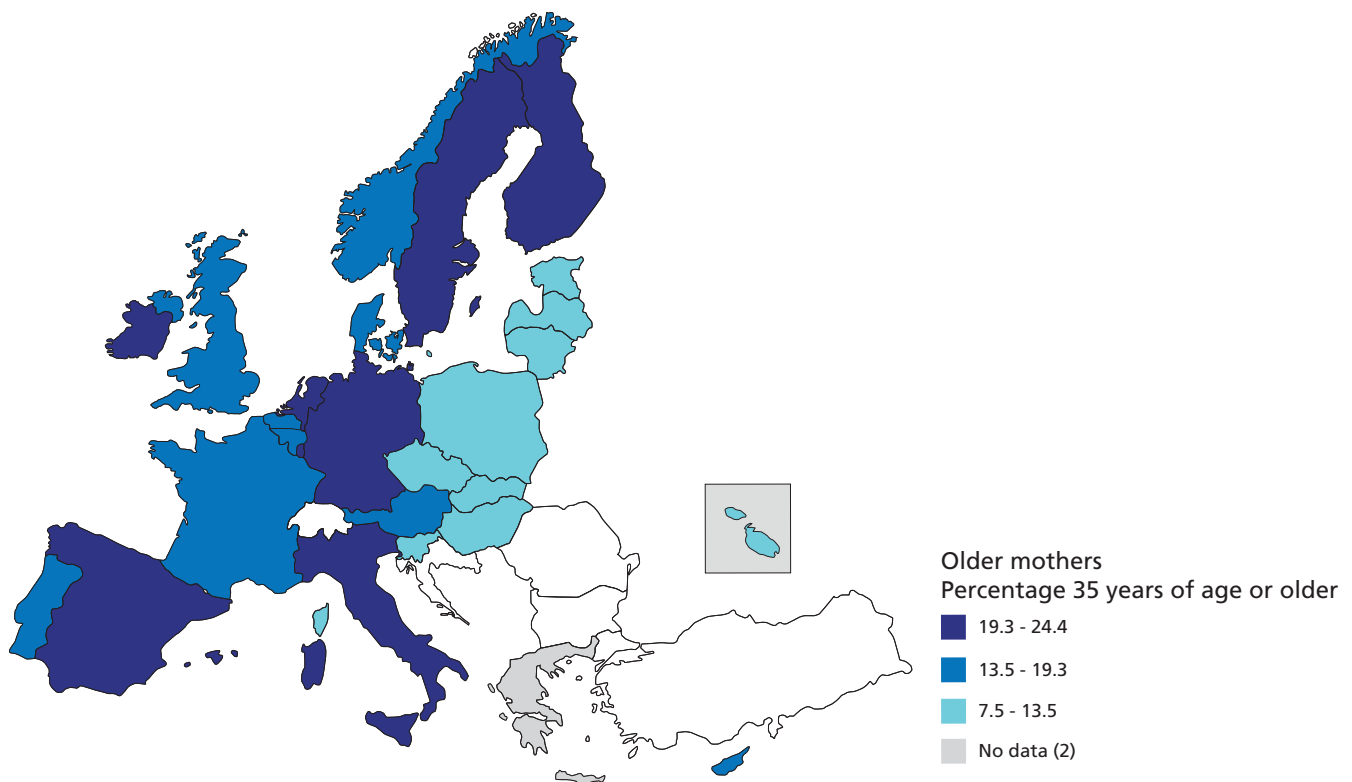 Older mothers
Percentage 35 years of age or older
19.3 - 24.4
13.5 - 19.3
7.5 - 13.5
No data (2)